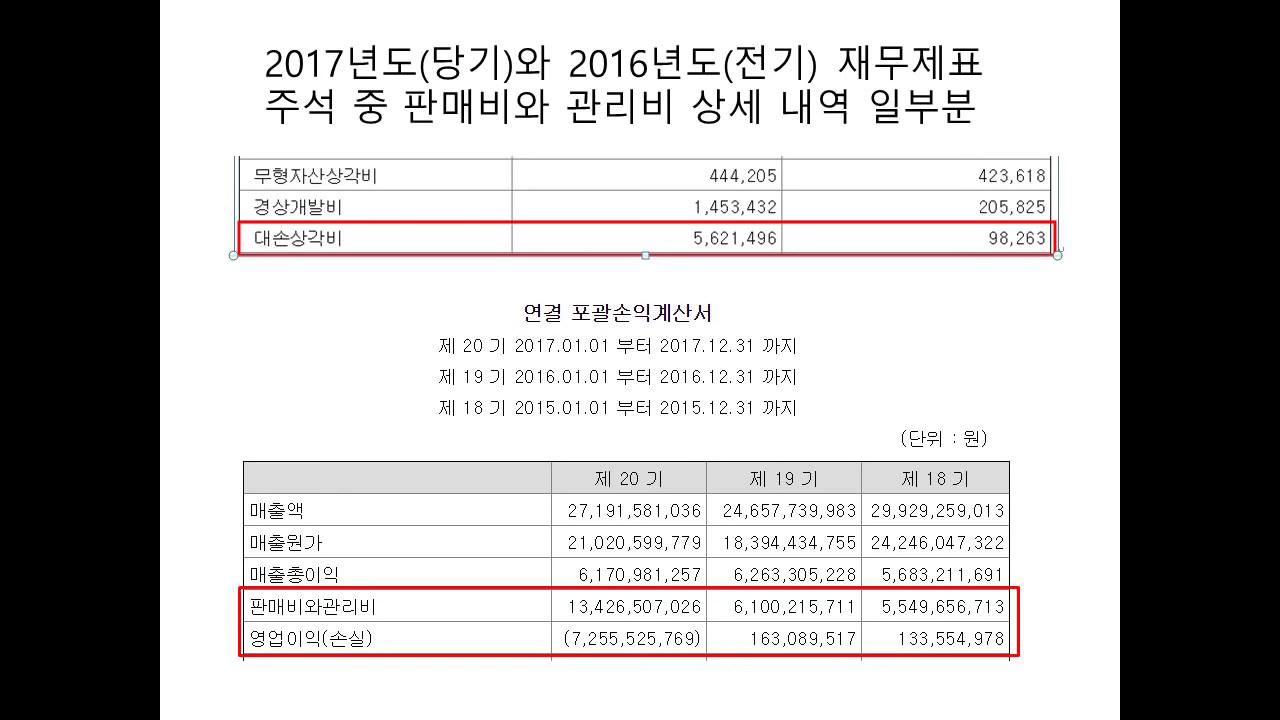 2017년도(당기)와 2016년도(전기) 재무제표
주석 중 판매비와 관리비 상세 내역 일부분
무형자산상각비 444,205 423,618
경상개발비 1,453,432 205,825
대손상각비 5,621,496 98,263
연결 포괄손익계산서
제 20 기 2017.01.01 부터 2017.12.31 까지
제 19 기 2016.01.01 부터 2016.12.31 까지
제 18 기 2015.01.01 부터 2015.12.31 까지
(단위 : 원)
제 20 기 제 19 기 제 18 기
매출액 27,191,581,036 24,657,739,983 29,929,259,013
매출원가 21,020,599,779 18,394,434,755 24,246,047,322
매출총이익 6,170,981,257 6,263,305,228 5,683,211,691
판매비와관리비 13,426,507,026 6,100,215,711 5,549,656,713
영업이익(손실) (7,255,525,769) 163,089,517 133,554,978